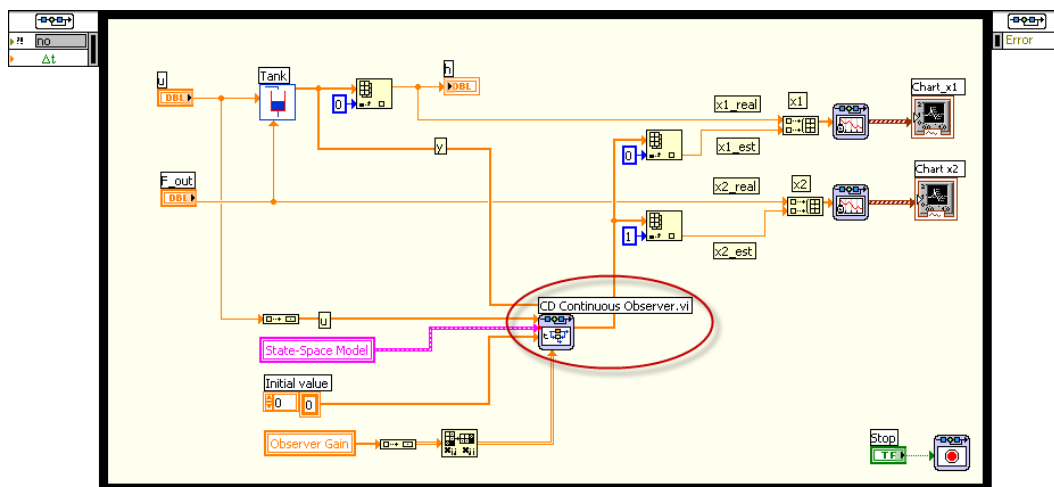 ?! no
Δt
Error
u
DBL
Tank
0
h
DBL
y
x1_real
x1
Chart_x1
0
x1_est
F_out
DBL
x2_real
x2
Chart x2
1
x2_est
CD Continuous Observer.vi
u
State-Space Model
Initial value
0
0
Observer Gain
Stop
TF